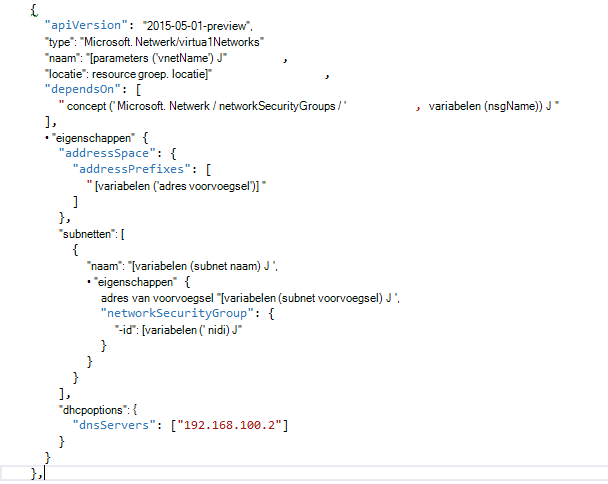 {
"apiVersion": "2015-05-01-preview",
"type": "Microsoft. Netwerk/virtua1Networks"
"naam": "[parameters ('vnetName') J" ,
"locatie": resource groep. locatie]" ,
"dependsOn": [
" concept (' Microsoft. Netwerk / networkSecurityGroups / ' , variabelen (nsgName)) J "
],
• "eigenschappen" {
"addressSpace": {
"addressPrefixes": [
" [variabelen ('adres voorvoegsel')] "
]
},
"subnetten": [
{
"naam": "[variabelen (subnet naam) J ',
• "eigenschappen" {
adres van voorvoegsel "[variabelen (subnet voorvoegsel) J ',
"networkSecurityGroup": {
"-id": [variabelen (' nidi) J"
}
}
}
],
"dhcpoptions": {
"dnsServers": ["192.168.100.2"]
}
}
},